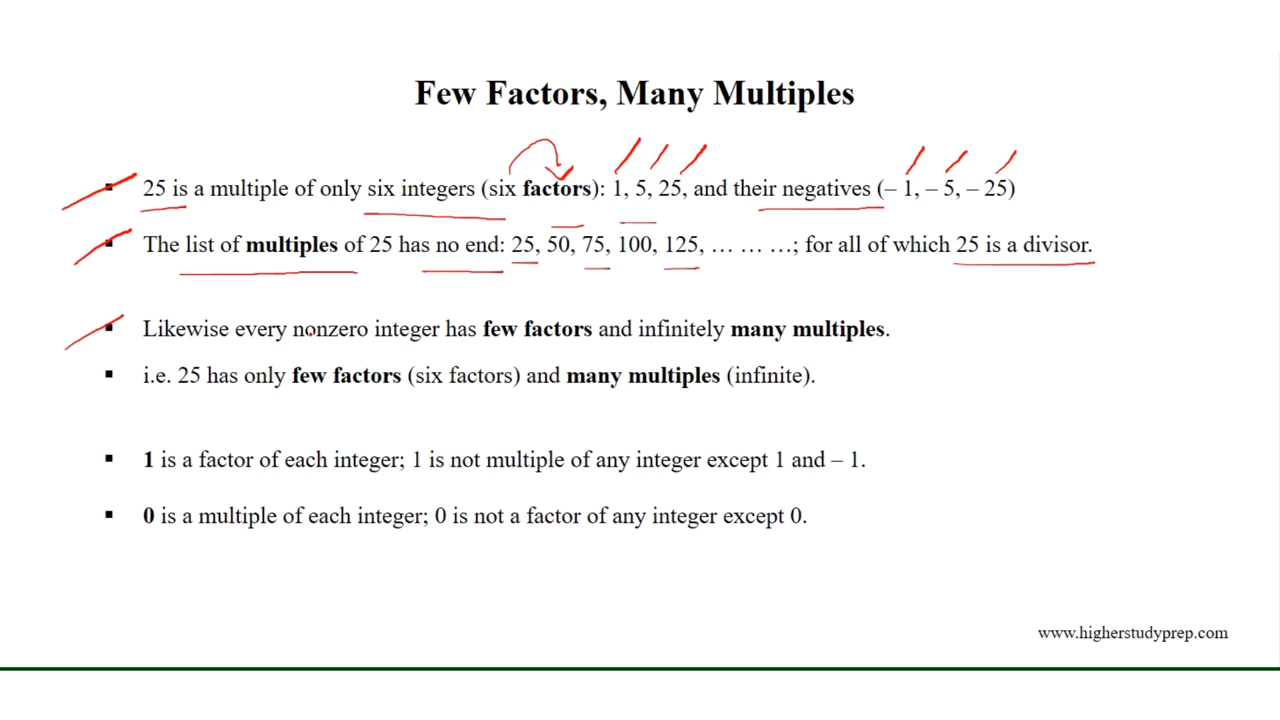 Few Factors, Many Multiples
▪ 25 is a multiple of only six integers (six factors): 1, 5, 25, and their negatives (– 1, – 5, – 25)
▪ The list of multiples of 25 has no end: 25, 50, 75, 100, 125, … … …; for all of which 25 is a divisor.
▪ Likewise every nonzero integer has few factors and infinitely many multiples.
▪ i.e. 25 has only few factors (six factors) and many multiples (infinite).
▪ 1 is a factor of each integer; 1 is not multiple of any integer except 1 and – 1.
▪ 0 is a multiple of each integer; 0 is not a factor of any integer except 0.
www.higherstudyprep.com